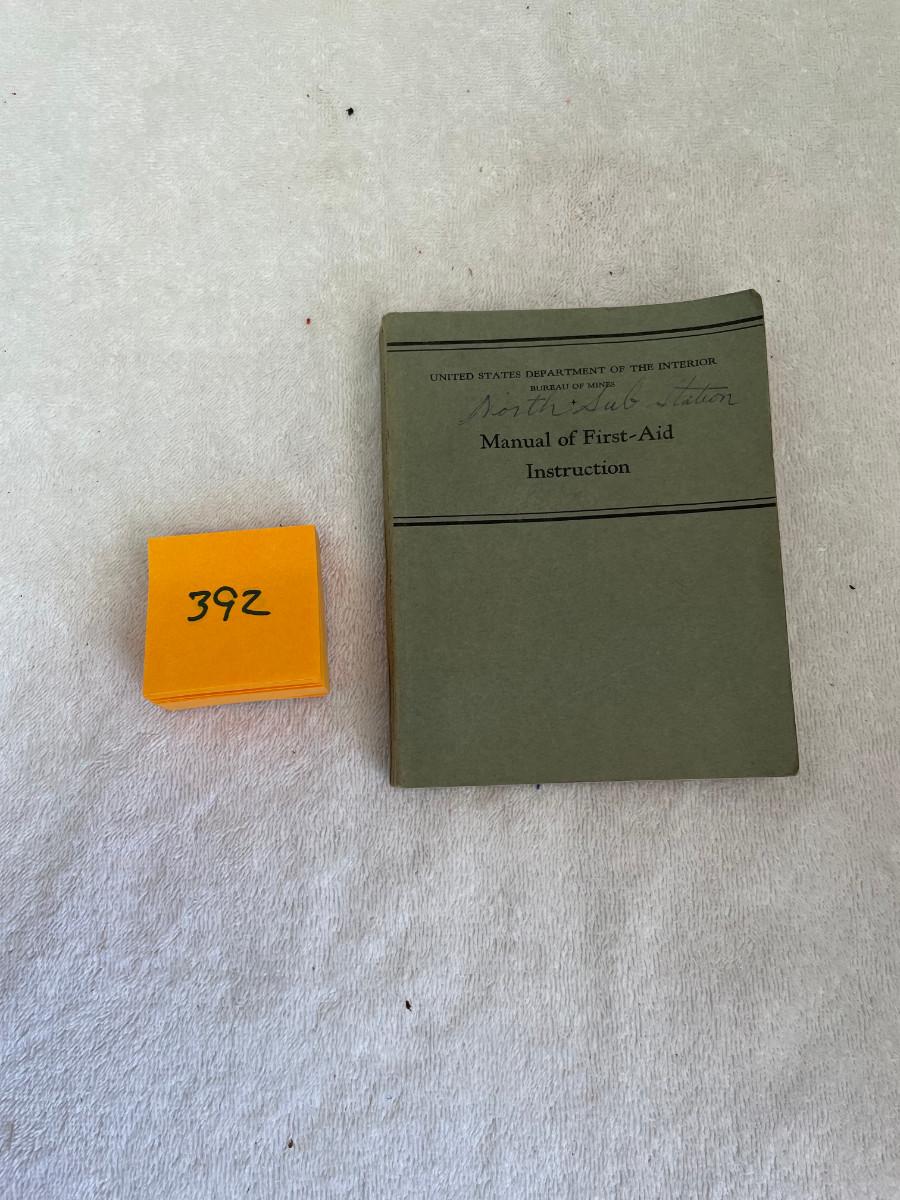 392
UNITED STATES DEPARTMENT OF THE INTERIOR
BUREAU OF MINES
North Sub Station
Manual of First-Aid
Instruction